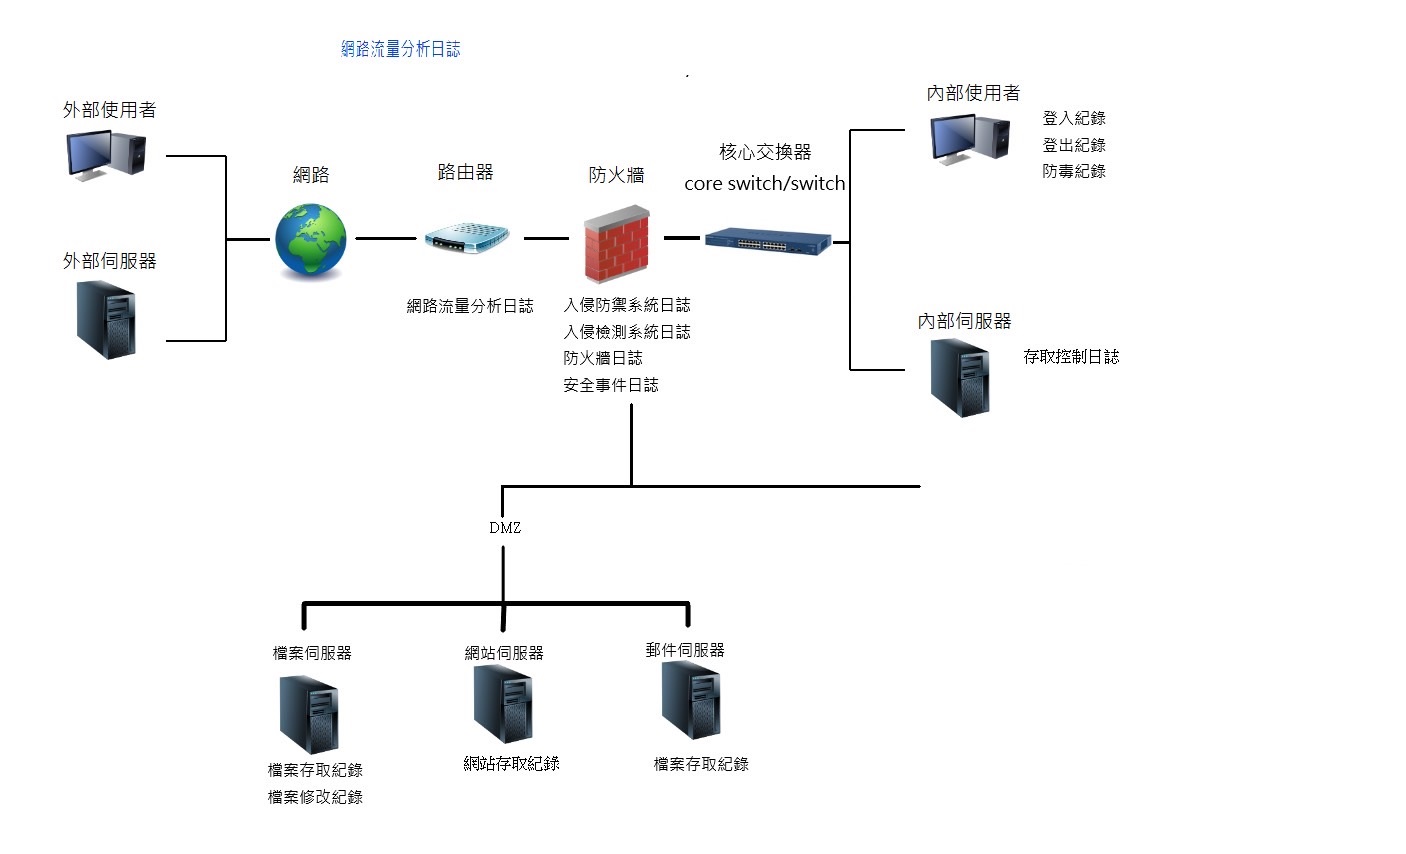 網路流量分析日誌
外部使用者
外部伺服器
網路
路由器
網路流量分析日誌
防火牆
入侵防禦系統日誌
入侵檢測系統日誌
防火牆日誌
安全事件日誌
核心交換器
core switch/switch
內部使用者
登入紀錄
登出紀錄
防毒紀錄
內部伺服器
存取控制日誌
DMZ
檔案伺服器
檔案存取紀錄
檔案修改紀錄
網站伺服器
網站存取紀錄
郵件伺服器
檔案存取紀錄